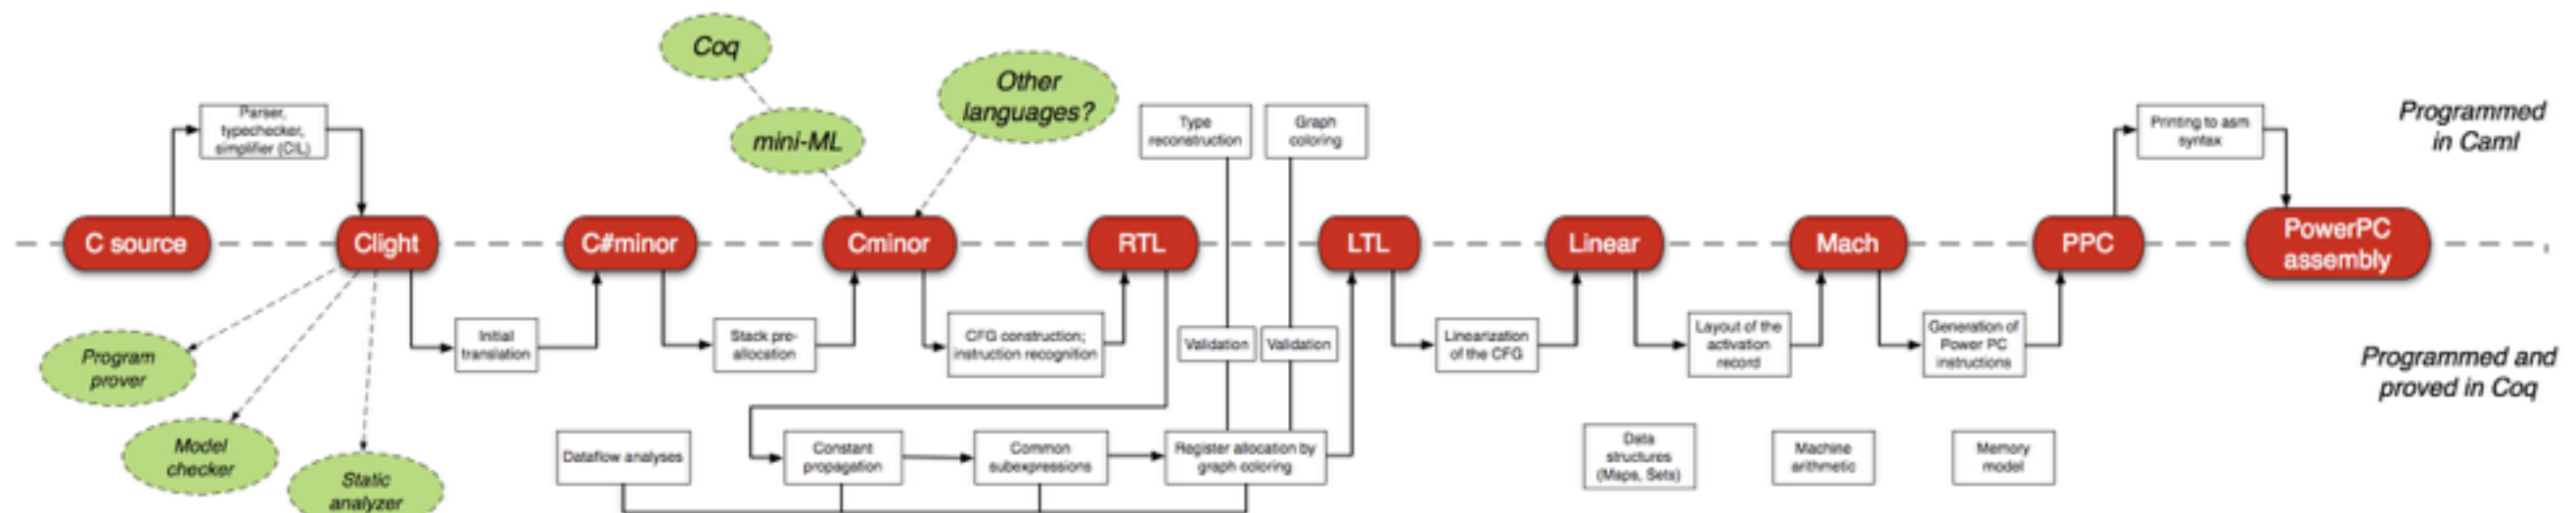 Coq
Other
languages?
mini-ML
Parser,
typechecker,
simplifier (CIL)
Type
reconstruction
Graph
coloring
Printing to asm
syntax
Programmed
in Caml
C source
Clight
C#minor
Cminor
RTL
LTL
Linear
Mach
PPC
PowerPC
assembly
Initial
translation
Stack pre-
allocation
CFG construction;
instruction recognition
Validation
Validation
Linearization
of the CFG
Layout of the
activation
record
Generation of
Power PC
instructions
Programmed and
proved in Coq
Program
prover
Model
checker
Static
analyzer
Dataflow analyses
Constant
propagation
Common
subexpressions
Register allocation by
graph coloring
Data
structures
(Maps, Sets)
Machine
arithmetic
Memory
model